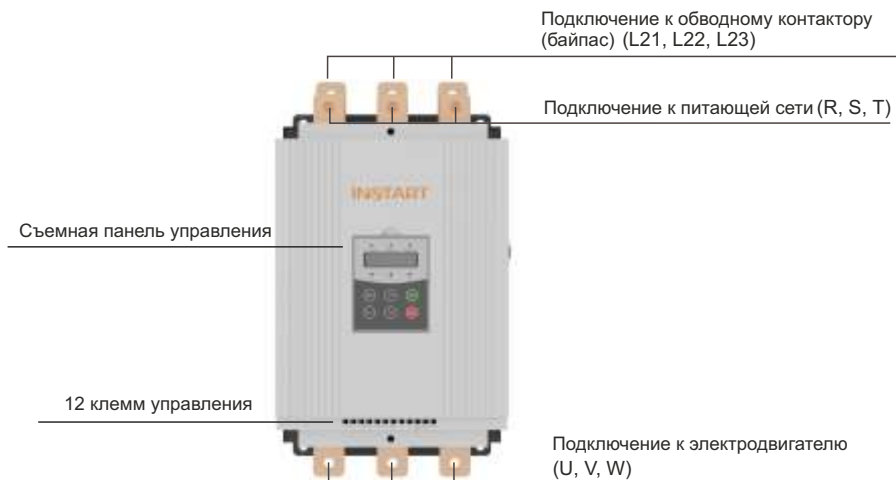 Подключение к обводному контактору
(байпас) (L21, L22, L23)
Подключение к питающей сети (R, S, T)
INSTART
Съемная панель управления
12 клемм управления
Подключение к электродвигателю
(U, V, W)